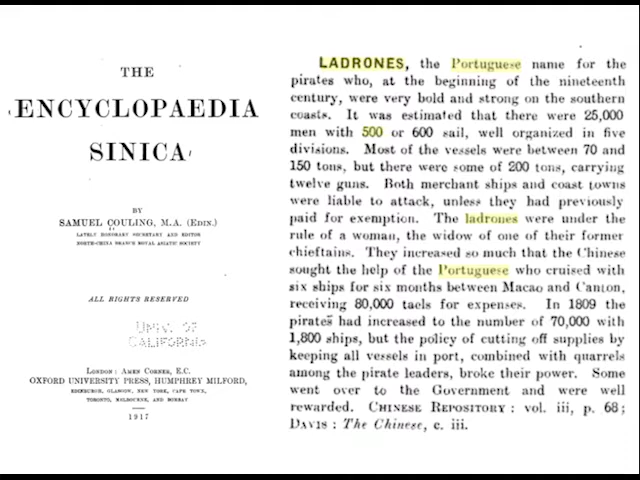 THE
ENCYCLOPAEDIA
SINICA
BY
SAMUEL COULING, M.A. (EDIN.)
LATELY HONORARY SECRETARY AND EDITOR
NORTH-CHINA BRANCH ROYAL ASIATIC SOCIETY
ALL RIGHTS RESERVED
UNIV. OF
CALIFORNIA
LONDON: AMEN CORNER, E.C.
OXFORD UNIVERSITY PRESS, HUMPHREY MILFORD,
EDINBURGH, GLASGOW, NEW YORK, CAPE TOWN,
TORONTO, MELBOURNE, AND BOMBAY
1917
LADRONES, the Portuguese name for the
pirates who, at the beginning of the nineteenth
century, were very bold and strong on the southern
coasts. It was estimated that there were 25,000
men with 500 or 600 sail, well organized in five
divisions. Most of the vessels were between 70 and
150 tons, but there were some of 200 tons, carrying
twelve guns. Both merchant ships and coast towns
were liable to attack, unless they had previously
paid for exemption. The ladrones were under the
rule of a woman, the widow of one of their former
chieftains. They increased so much that the Chinese
sought the help of the Portuguese who cruised with
six ships for six months between Macao and Canton,
receiving 80,000 taels for expenses. In 1809 the
pirates had increased to the number of 70,000 with
1,800 ships, but the policy of cutting off supplies by
keeping all vessels in port, combined with quarrels
among the pirate leaders, broke their power. Some
went over to the Government and were well
rewarded. CHINESE REPOSITORY: vol. iii, p. 68;
DAVIS: The Chinese, c. iii.